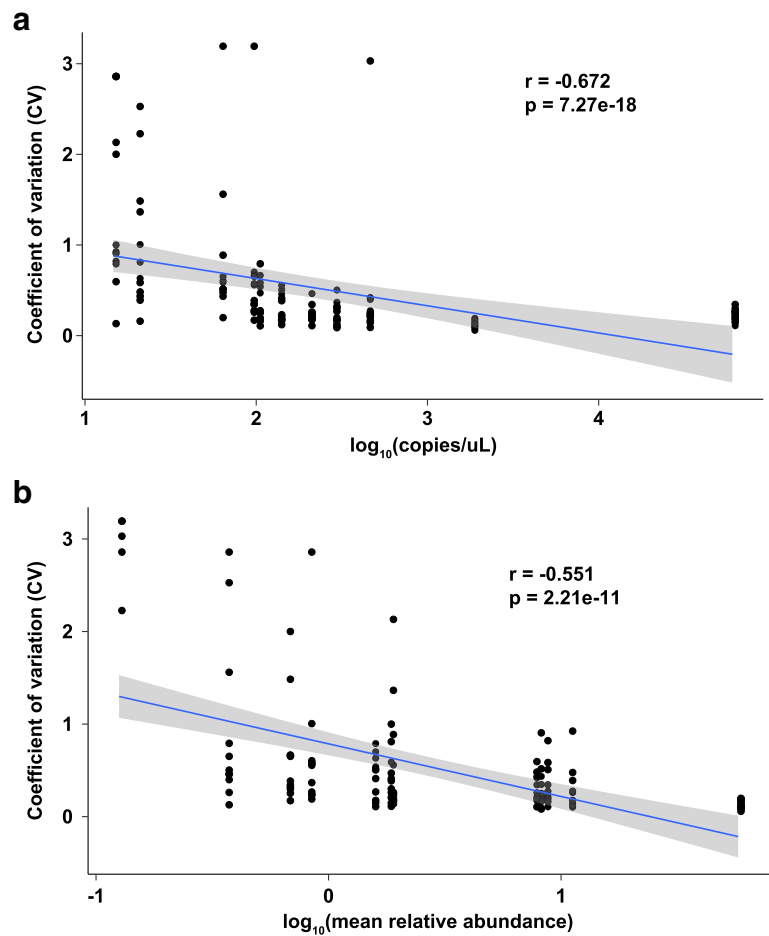 a
Coefficient of variation (CV)
3
2
1
0
r = -0.672
p = 7.27e-18
1 2 3 4
log₁₀(copies/uL)
b
Coefficient of variation (CV)
3
2
1
0
r = -0.551
p = 2.21e-11
-1 0 1
log₁₀(mean relative abundance)